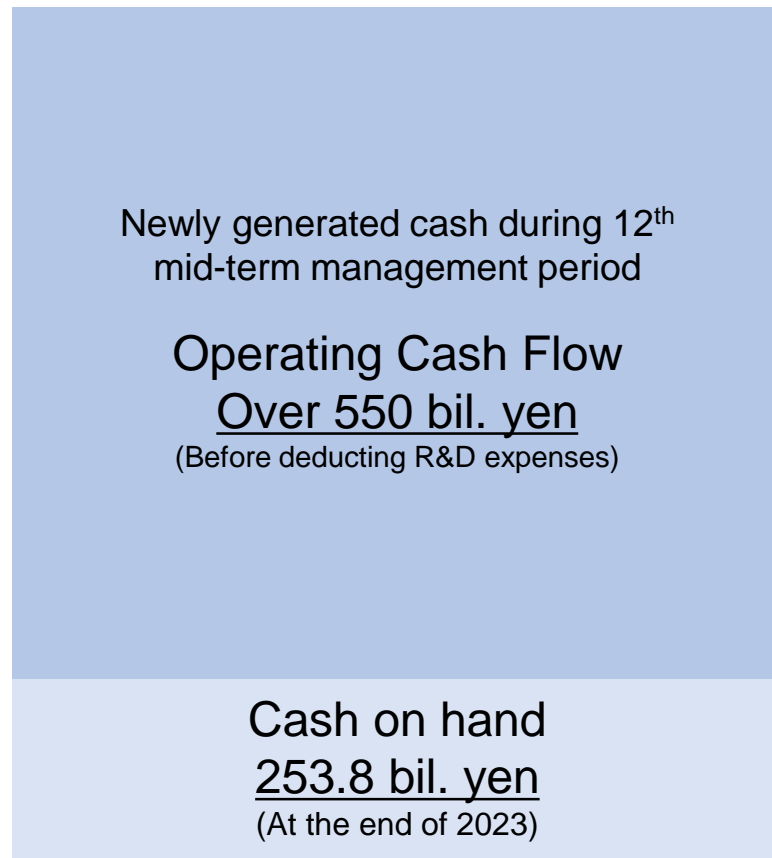 Newly generated cash during 12th
mid-term management period
Operating Cash Flow
Over 550 bil. yen
(Before deducting R&D expenses)
Cash on hand
253.8 bil. yen
(At the end of 2023)